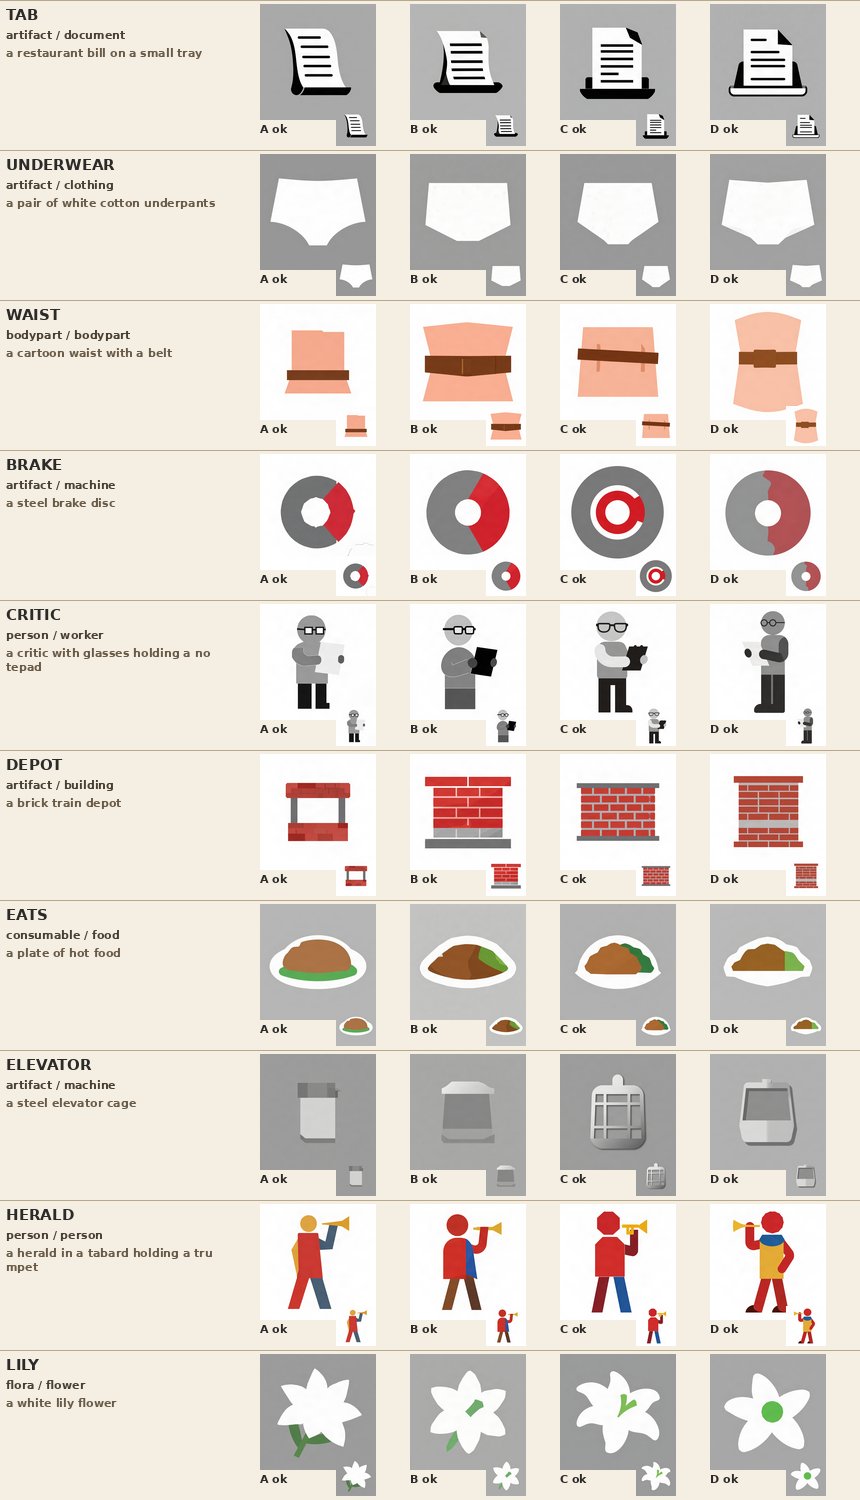 TAB
artifact / document
a restaurant bill on a small tray
A ok
B ok
C ok
D ok
UNDERWEAR
artifact / clothing
a pair of white cotton underpants
A ok
B ok
C ok
D ok
WAIST
bodypart / bodypart
a cartoon waist with a belt
A ok
B ok
C ok
D ok
BRAKE
artifact / machine
a steel brake disc
A ok
B ok
C ok
D ok
CRITIC
person / worker
a critic with glasses holding a no
tepad
A ok
B ok
C ok
D ok
DEPOT
artifact / building
a brick train depot
A ok
B ok
C ok
D ok
EATS
consumable / food
a plate of hot food
A ok
B ok
C ok
D ok
ELEVATOR
artifact / machine
a steel elevator cage
A ok
B ok
C ok
D ok
HERALD
person / person
a herald in a tabard holding a tru
mpet
A ok
B ok
C ok
D ok
LILY
flora / flower
a white lily flower
A ok
B ok
C ok
D ok